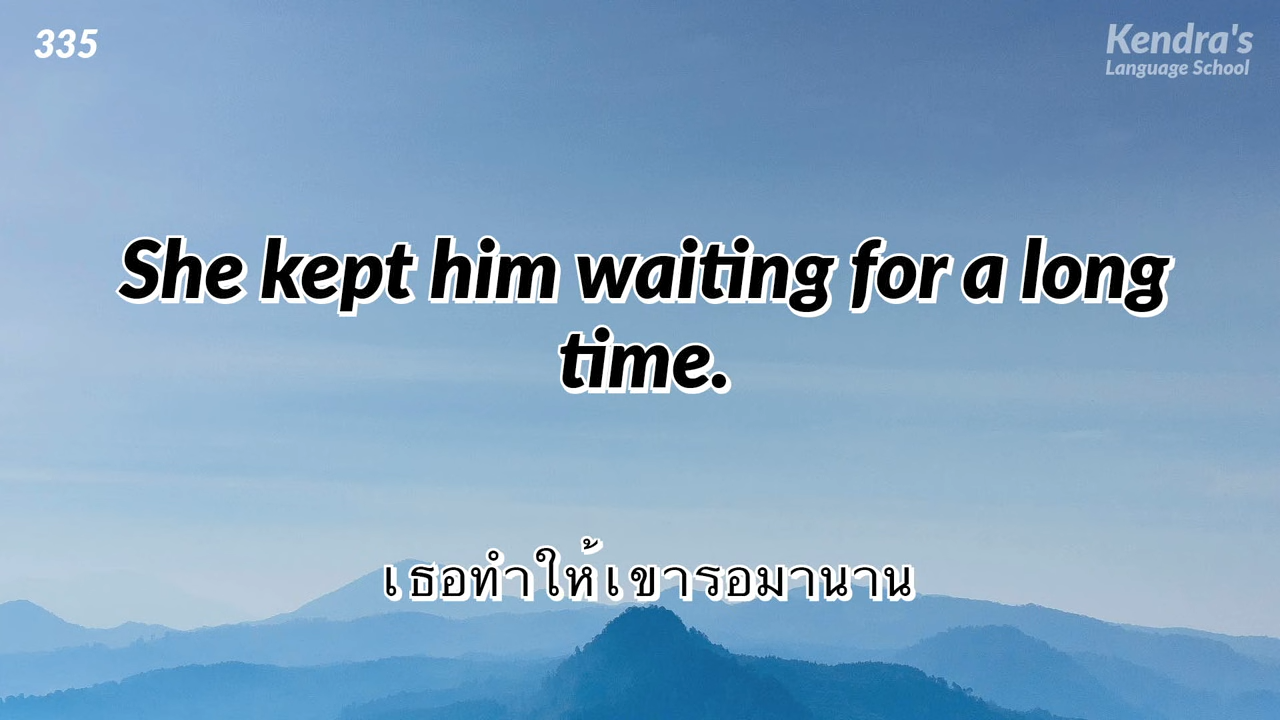 335
Kendra's
Language School
She kept him waiting for a long
time.
เธอทำให้เขารอมานาน